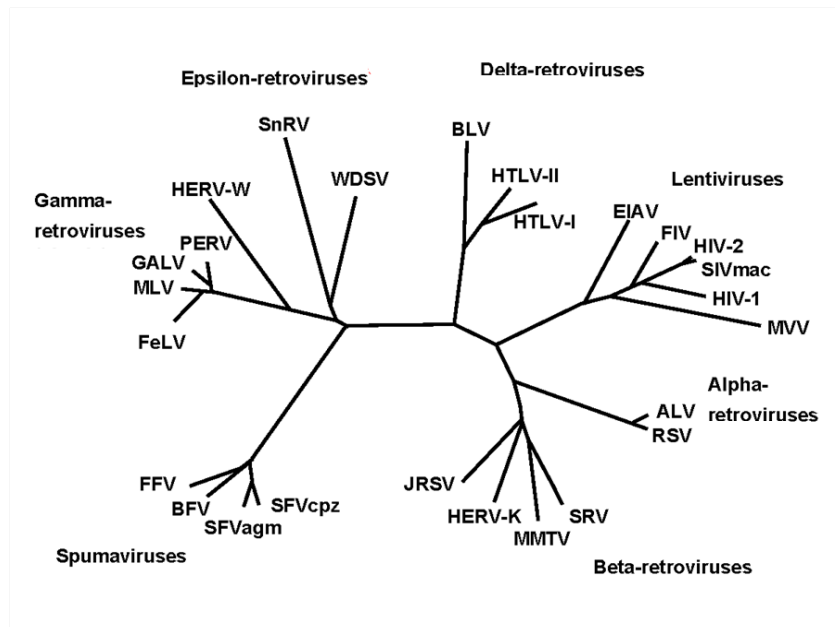 Epsilon-retroviruses
Delta-retroviruses
SnRV
BLV
HERV-W
WDSV
HTLV-II
HTLV-I
Lentiviruses
Gamma-
retroviruses
PERV
GALV
MLV
FeLV
EIAV
FIV
HIV-2
SIVmac
HIV-1
MVV
Alpha-
retroviruses
ALV
RSV
FFV
BFV
SFVagm
SFVcpz
Spumaviruses
JRSV
HERV-K
MMTV
SRV
Beta-retroviruses